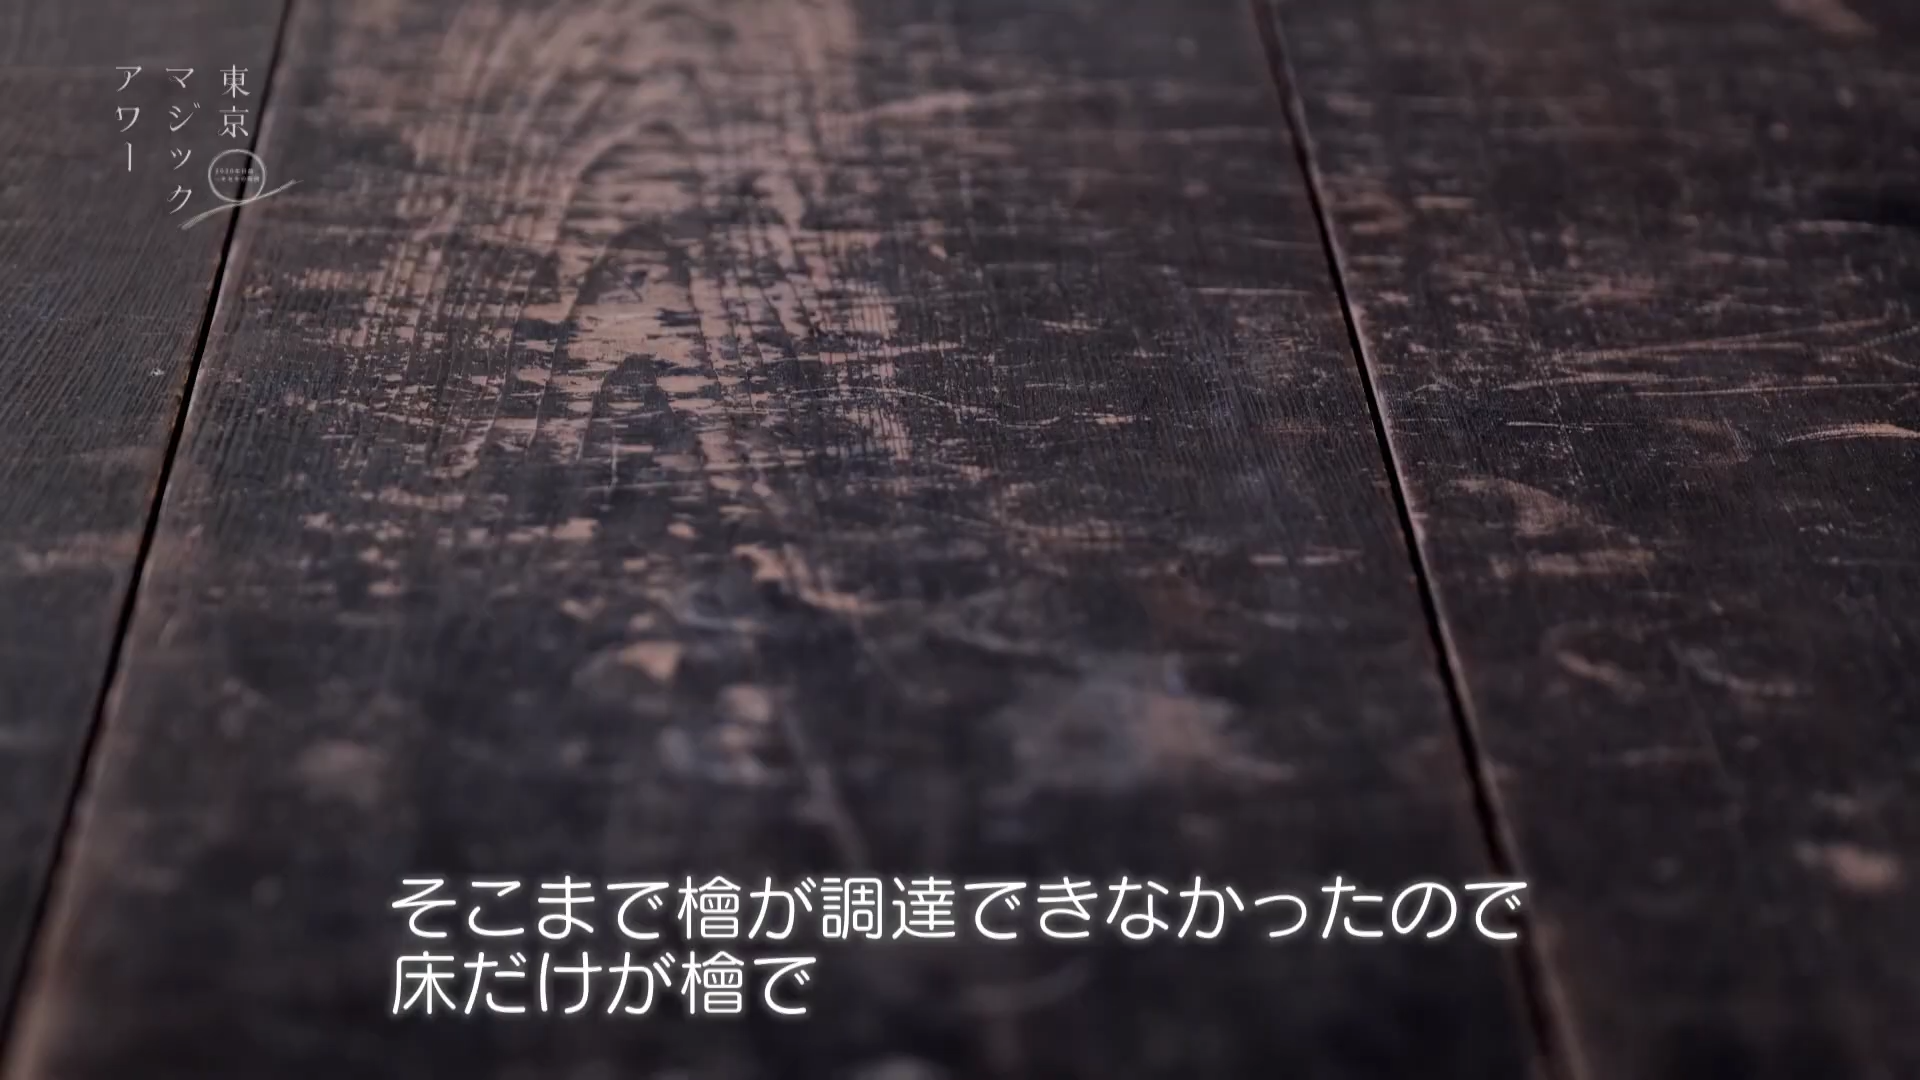 東京
マジック
アワー
そこまで檜が調達できなかったので
床だけが檜で